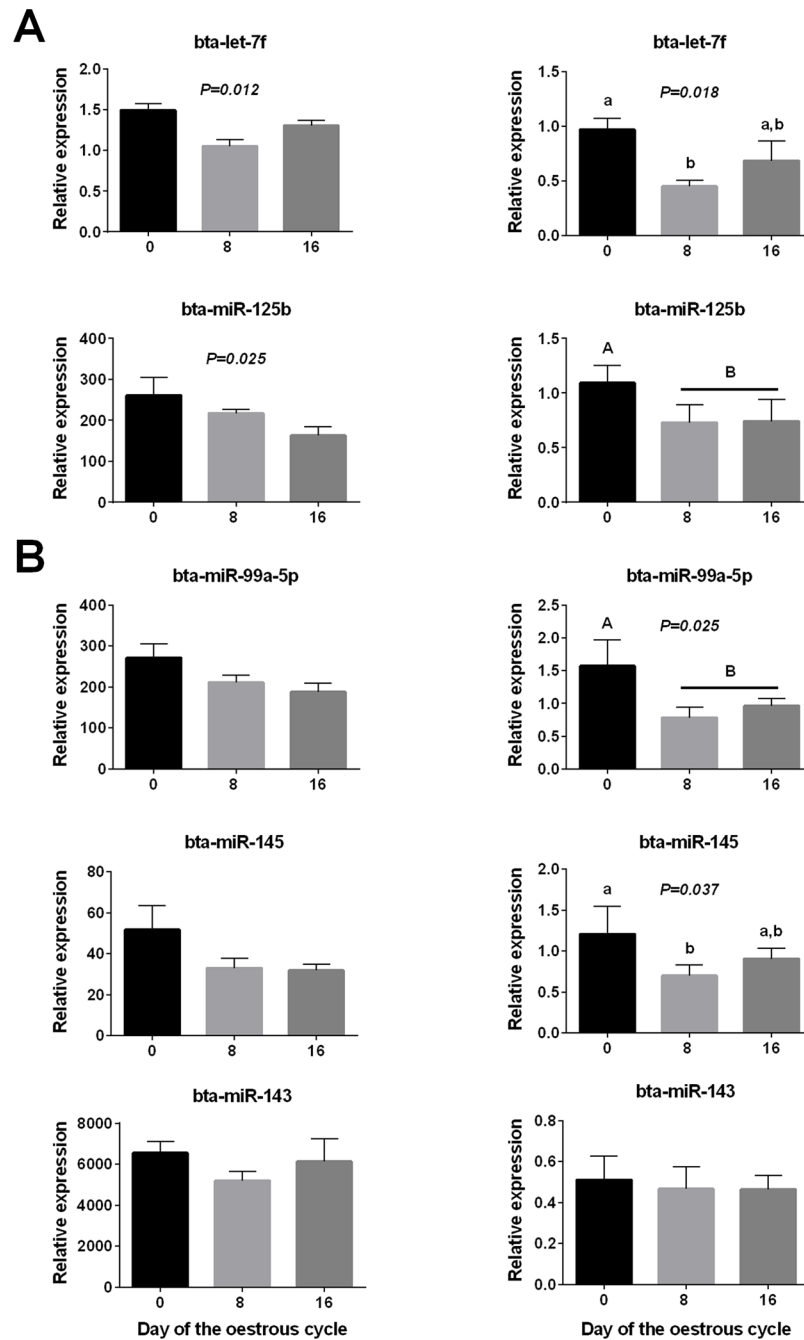 A
bta-let-7f
Relative expression
2.0
1.5
1.0
0.5
0.0
P=0.012
0 8 16
bta-let-7f
Relative expression
1.5
1.0
0.5
0.0
a
P=0.018
b
a,b
0 8 16
bta-miR-125b
Relative expression
400
300
200
100
0
P=0.025
0 8 16
bta-miR-125b
Relative expression
1.5
1.0
0.5
0.0
A
B
0 8 16
B
bta-miR-99a-5p
Relative expression
400
300
200
100
0
0 8 16
bta-miR-99a-5p
Relative expression
2.5
2.0
1.5
1.0
0.5
0.0
A
P=0.025
B
0 8 16
bta-miR-145
Relative expression
80
60
40
20
0
0 8 16
bta-miR-145
Relative expression
2.0
1.5
1.0
0.5
0.0
a
P=0.037
b
a,b
0 8 16
bta-miR-143
Relative expression
8000
6000
4000
2000
0
0 8 16
Day of the oestrous cycle
bta-miR-143
Relative expression
0.8
0.6
0.4
0.2
0.0
0 8 16
Day of the oestrous cycle